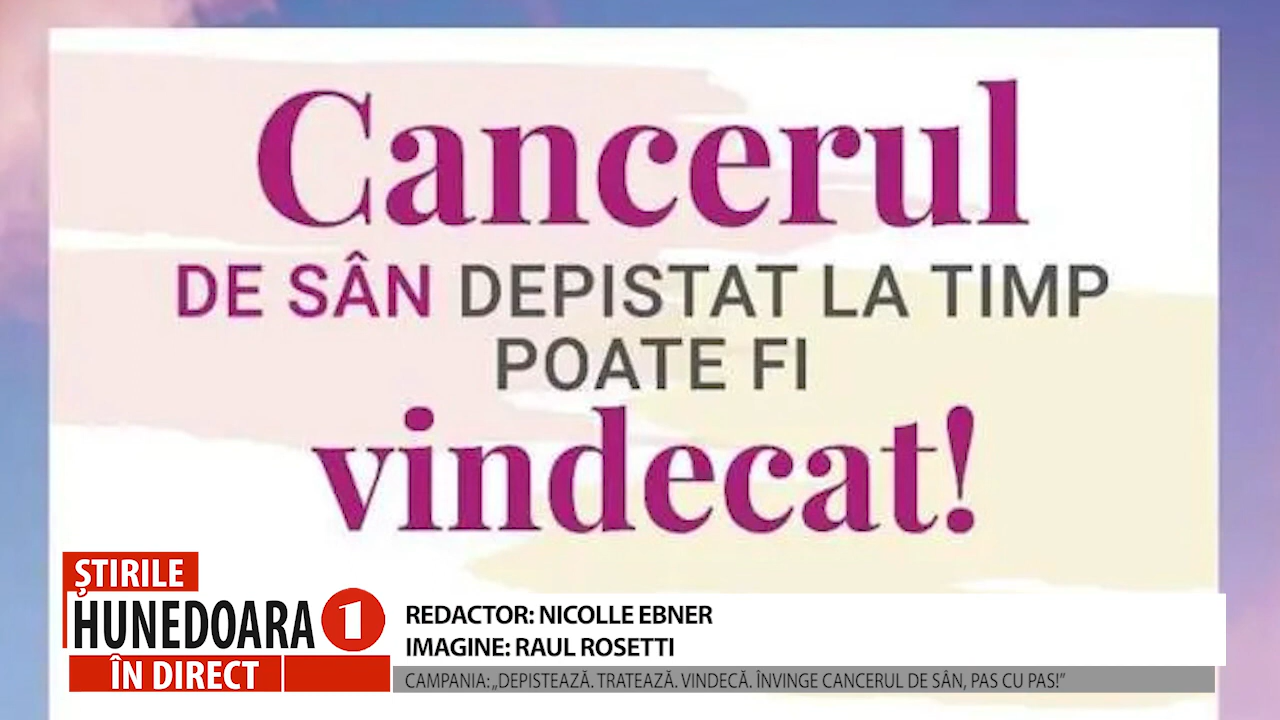 Cancerul
DE SÂN DEPISTAT LA TIMP
POATE FI
vindecat!
ȘTIRILE
HUNEDOARA 1
ÎN DIRECT
REDACTOR: NICOLLE EBNER
IMAGINE: RAUL ROSETTI
CAMPANIA: „DEPISTEAZĂ. TRATEAZĂ. VINDECĂ. ÎNVINGE CANCERUL DE SÂN, PAS CU PAS!”